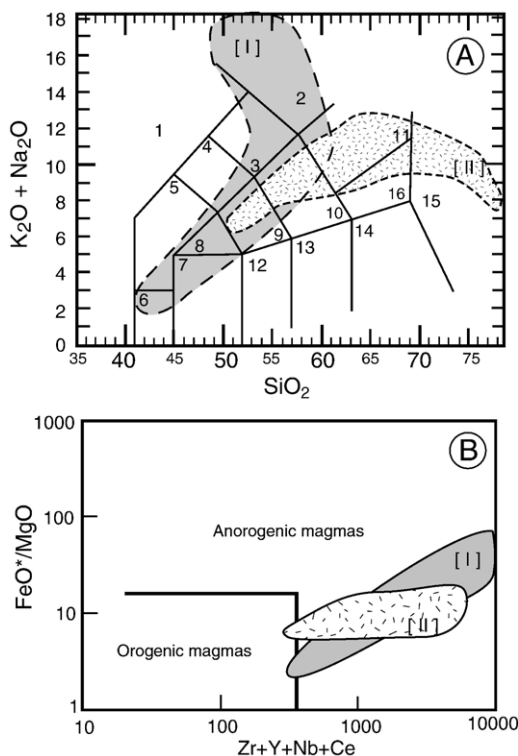 18
16
14
12
10
8
6
4
2
0
K₂O + Na₂O
[ I ]
A
1
2
3
4
5
6
7
8
9
10
11
12
13
14
15
16
[ II ]
35 40 45 50 55 60 65 70 75
SiO₂
1000
100
10
1
FeO*/MgO
B
Anorogenic magmas
[ I ]
[ II ]
Orogenic magmas
10 100 1000 10000
Zr+Y+Nb+Ce